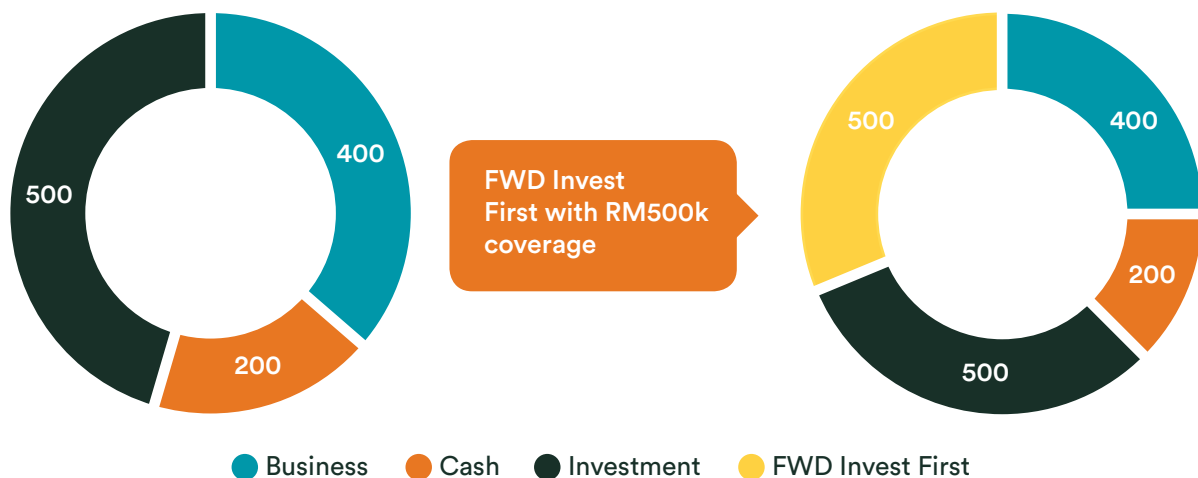 400
500
200
FWD Invest
First with RM500k
coverage
500
400
200
500
Business
Cash
Investment
FWD Invest First